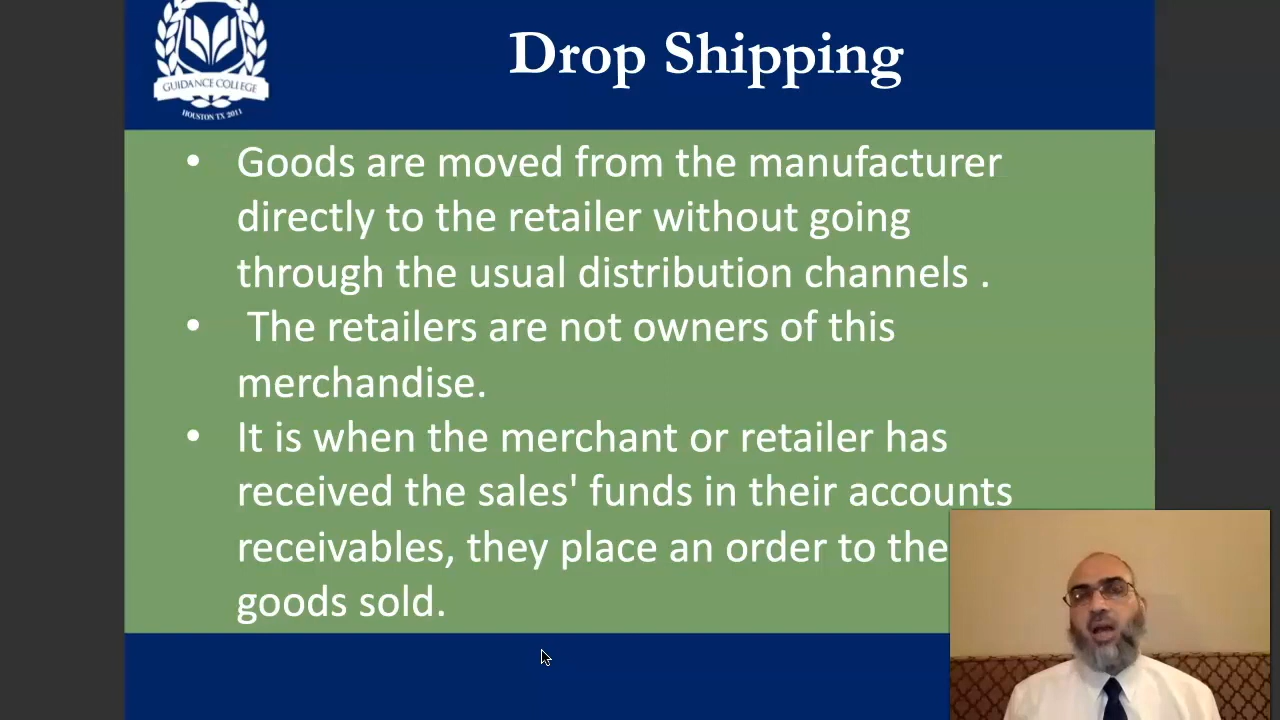 Drop Shipping
GUIDANCE COLLEGE
HOUSTON TX 2011
• Goods are moved from the manufacturer
directly to the retailer without going
through the usual distribution channels .
• The retailers are not owners of this
merchandise.
• It is when the merchant or retailer has
received the sales' funds in their accounts
receivables, they place an order to the
goods sold.